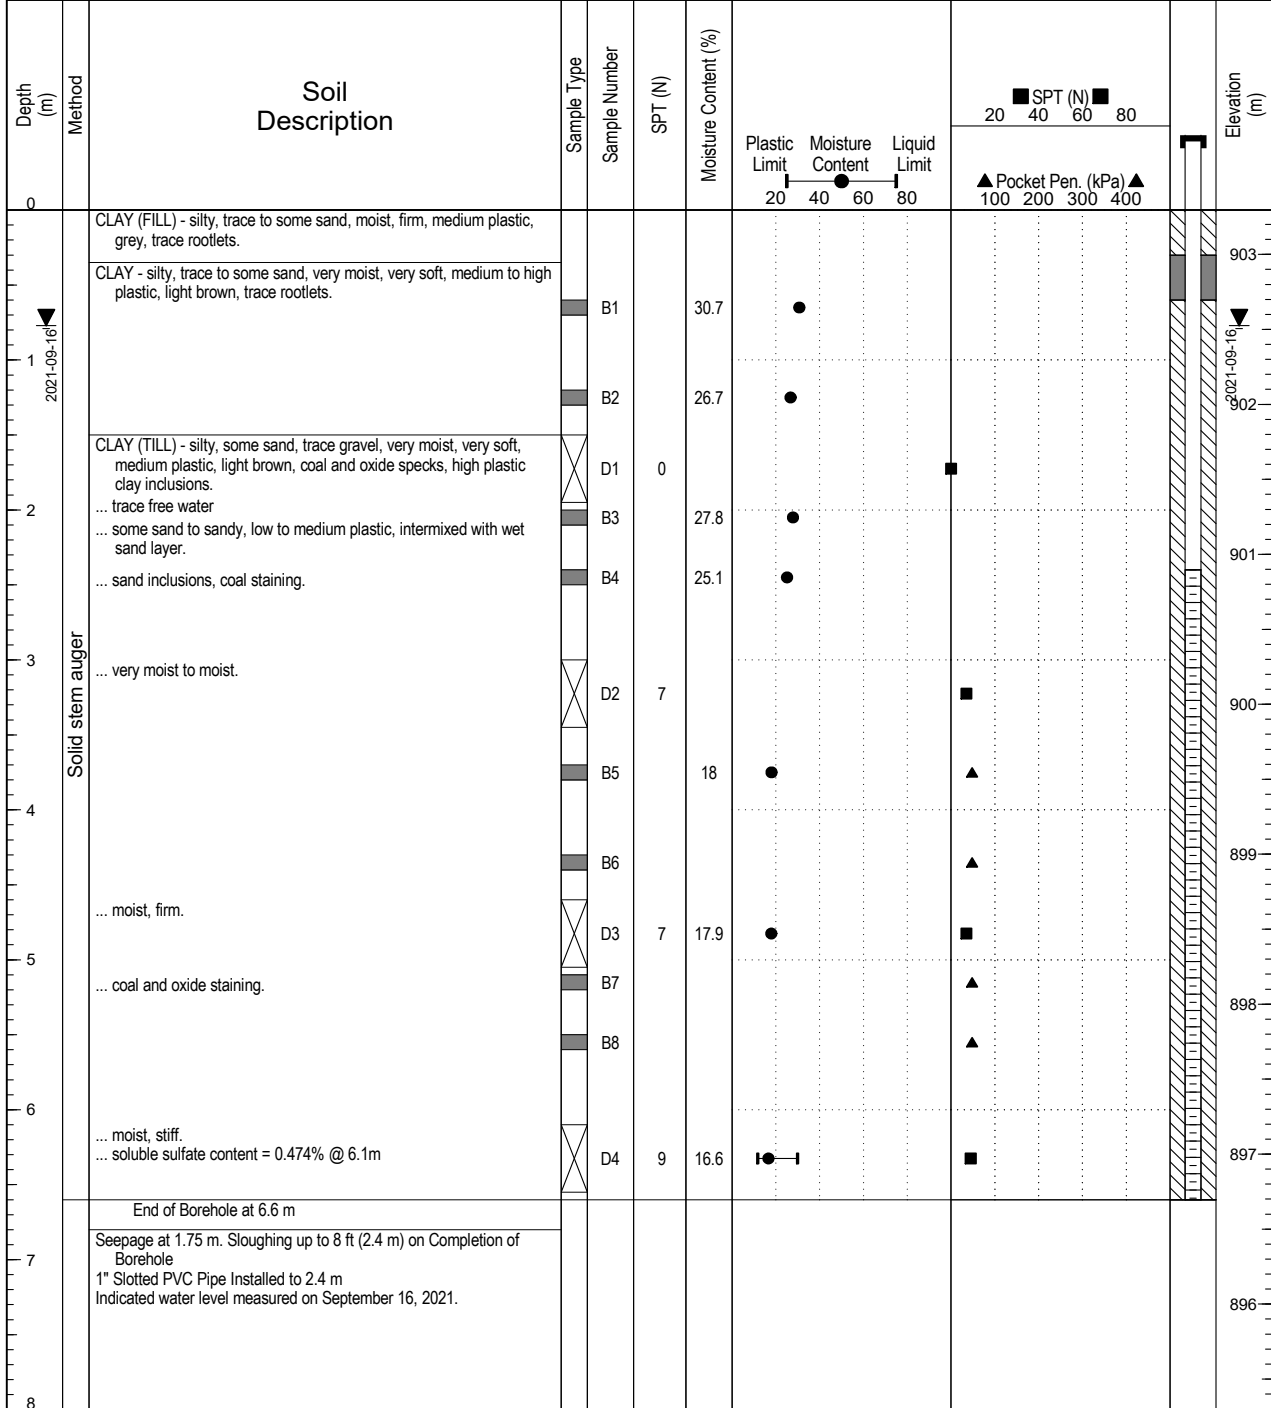 Depth
(m)
Method
Soil
Description
Sample Type
Sample Number
SPT (N)
Moisture Content (%)
Plastic Moisture Liquid
Limit Content Limit
20 40 60 80
SPT (N)
20 40 60 80
Pocket Pen. (kPa)
100 200 300 400
Elevation
(m)
0
CLAY (FILL) - silty, trace to some sand, moist, firm, medium plastic,
grey, trace rootlets.
903
CLAY - silty, trace to some sand, very moist, very soft, medium to high
plastic, light brown, trace rootlets.
B1 30.7
2021-09-16
2021-09-16
1
B2 26.7
902
CLAY (TILL) - silty, some sand, trace gravel, very moist, very soft,
medium plastic, light brown, coal and oxide specks, high plastic
clay inclusions.
D1 0
... trace free water
2
B3 27.8
... some sand to sandy, low to medium plastic, intermixed with wet
sand layer.
901
... sand inclusions, coal staining.
B4 25.1
Solid stem auger
3
... very moist to moist.
D2 7
900
B5 18
4
B6
899
... moist, firm.
D3 7 17.9
5
... coal and oxide staining.
B7
898
B8
6
... moist, stiff.
... soluble sulfate content = 0.474% @ 6.1m
D4 9 16.6
897
End of Borehole at 6.6 m
Seepage at 1.75 m. Sloughing up to 8 ft (2.4 m) on Completion of
Borehole
7
1" Slotted PVC Pipe Installed to 2.4 m
Indicated water level measured on September 16, 2021.
896
8